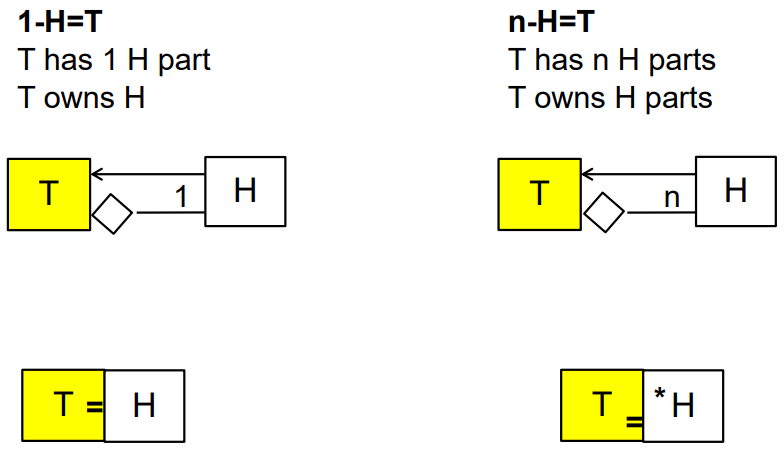 1-H=T
T has 1 H part
T owns H
T
1
H
T = H
n-H=T
T has n H parts
T owns H parts
T
n
H
T = * H